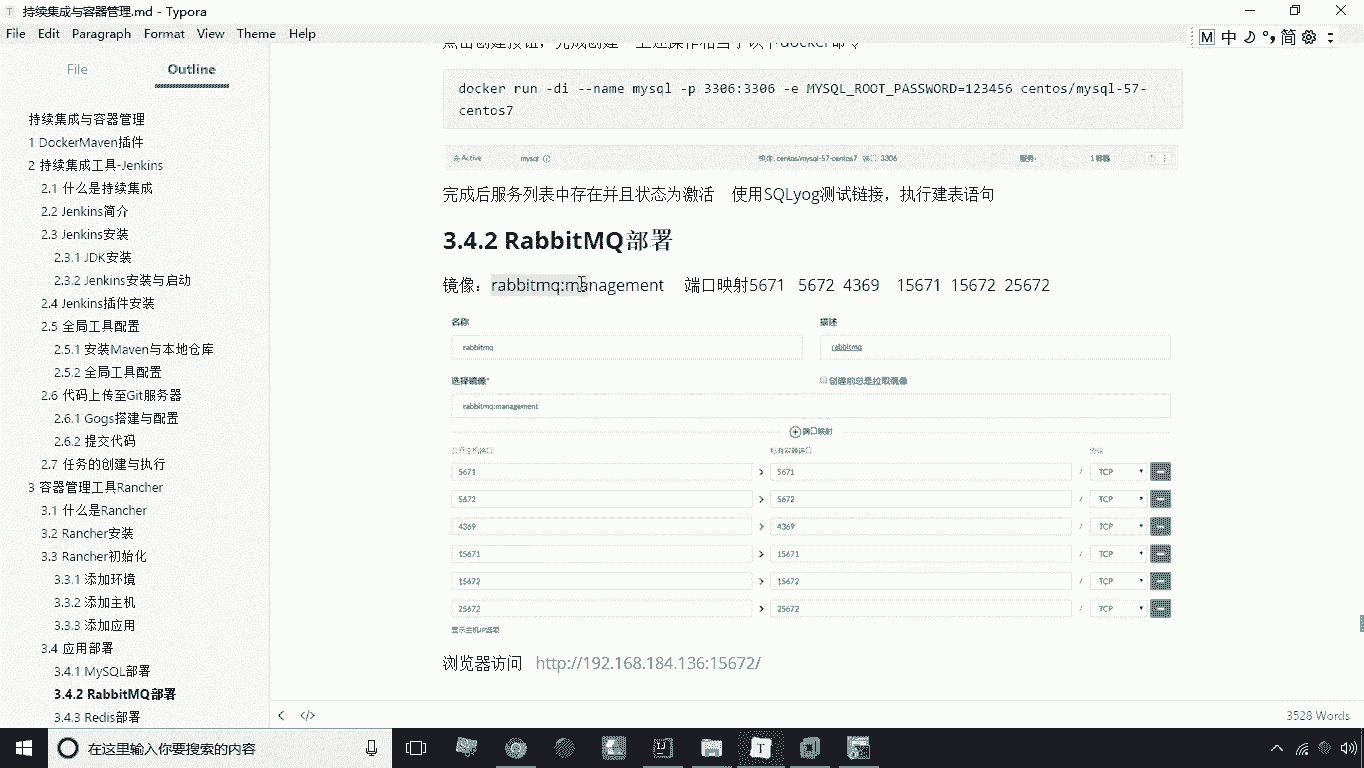 持续集成与容器管理.md - Typora
File Edit Paragraph Format View Theme Help
M 中 简
File Outline
持续集成与容器管理
1 DockerMaven插件
2 持续集成工具-Jenkins
2.1 什么是持续集成
2.2 Jenkins简介
2.3 Jenkins安装
2.3.1 JDK安装
2.3.2 Jenkins安装与启动
2.4 Jenkins插件安装
2.5 全局工具配置
2.5.1 安装Maven与本地仓库
2.5.2 全局工具配置
2.6 代码上传至Git服务器
2.6.1 Gogs搭建与配置
2.6.2 提交代码
2.7 任务的创建与执行
3 容器管理工具Rancher
3.1 什么是Rancher
3.2 Rancher安装
3.3 Rancher初始化
3.3.1 添加环境
3.3.2 添加主机
3.3.3 添加应用
3.4 应用部署
3.4.1 MySQL部署
3.4.2 RabbitMQ部署
3.4.3 Redis部署
docker run -di --name mysql -p 3306:3306 -e MYSQL_ROOT_PASSWORD=123456 centos/mysql-57-
centos7
Active mysql 镜像: centos/mysql-57-centos7 端口 3306 服务· 1 容器
完成后服务列表中存在并且状态为激活 使用SQLyog测试链接，执行建表语句
3.4.2 RabbitMQ部署
镜像：rabbitmq:management 端口映射5671 5672 4369 15671 15672 25672
名称 描述
rabbitmq rabbitmq
选择镜像* 创建前总是拉取镜像
rabbitmq:management
端口映射
公开主机端口 私有容器端口 协议
5671 > 5671 / TCP
5672 > 5672 / TCP
4369 > 4369 / TCP
15671 > 15671 / TCP
15672 > 15672 / TCP
25672 > 25672 / TCP
显示主机IP选项
浏览器访问 http://192.168.184.136:15672/
3528 Words
在这里输入你要搜索的内容